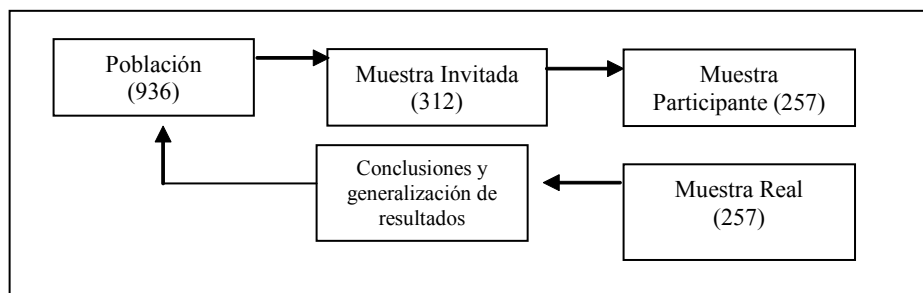 Población
(936)
Muestra Invitada
(312)
Muestra
Participante (257)
Conclusiones y
generalización de
resultados
Muestra Real
(257)